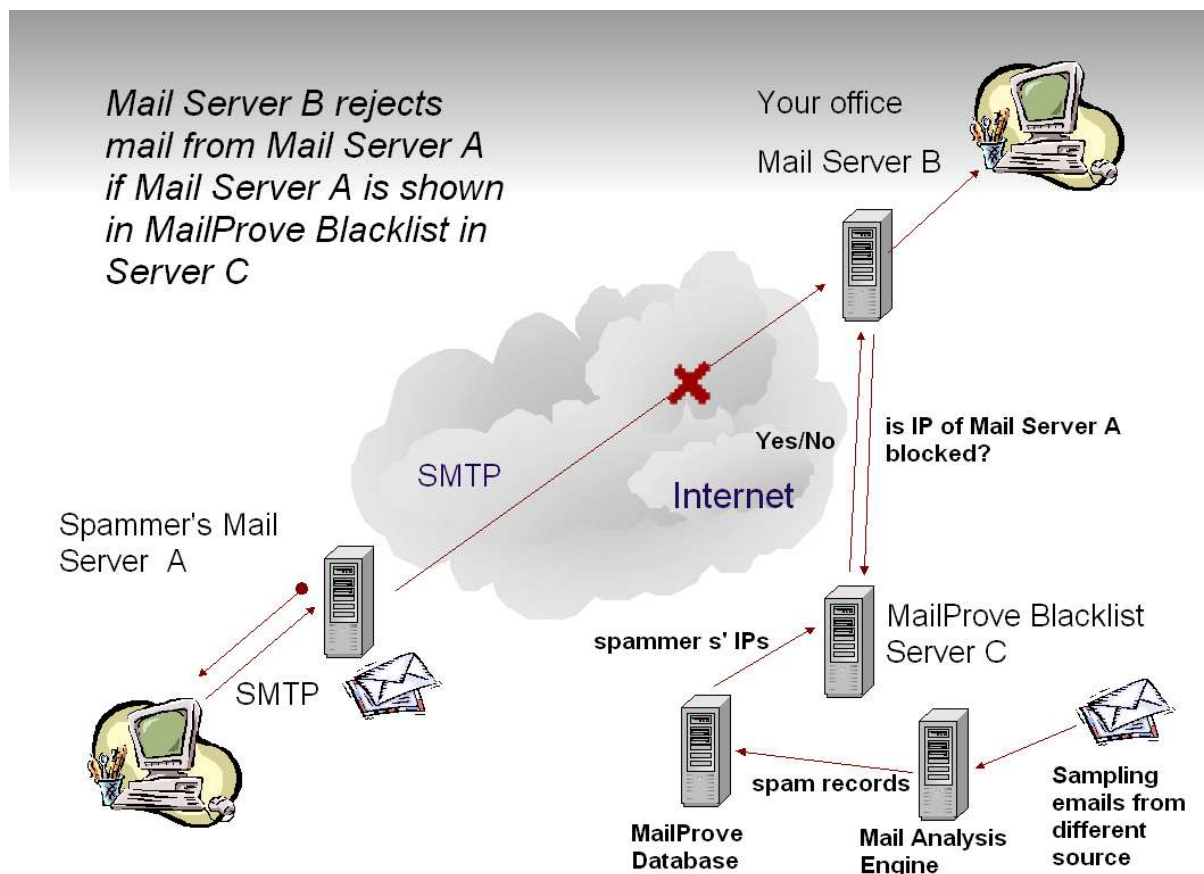 Mail Server B rejects
mail from Mail Server A
if Mail Server A is shown
in MailProve Blacklist in
Server C
Your office
Mail Server B
Yes/No
is IP of Mail Server A
blocked?
SMTP
Internet
Spammer's Mail
Server A
SMTP
spammer s' IPs
MailProve Blacklist
Server C
spam records
MailProve
Database
Mail Analysis
Engine
Sampling
emails from
different
source